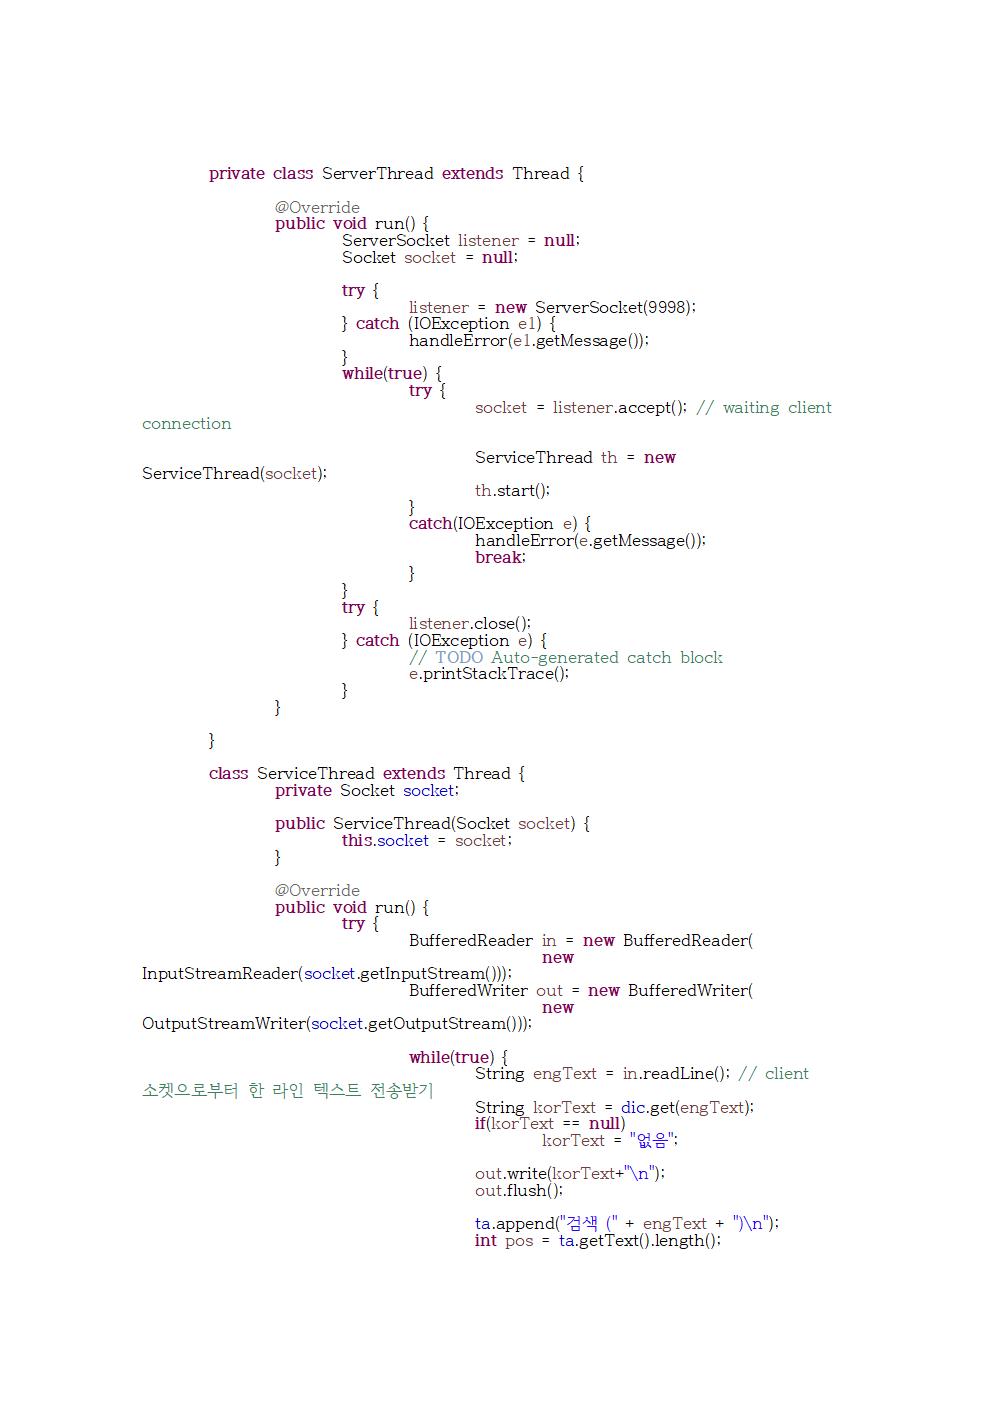 private class ServerThread extends Thread {
@Override
public void run() {
ServerSocket listener = null;
Socket socket = null;
try {
listener = new ServerSocket(9998);
} catch (IOException e1) {
handleError(e1.getMessage());
}
while(true) {
try {
socket = listener.accept(); // waiting client
connection
ServiceThread th = new
ServiceThread(socket);
th.start();
}
catch(IOException e) {
handleError(e.getMessage());
break;
}
}
try {
listener.close();
} catch (IOException e) {
// TODO Auto-generated catch block
e.printStackTrace();
}
}
}
class ServiceThread extends Thread {
private Socket socket;
public ServiceThread(Socket socket) {
this.socket = socket;
}
@Override
public void run() {
try {
BufferedReader in = new BufferedReader(
new
InputStreamReader(socket.getInputStream()));
BufferedWriter out = new BufferedWriter(
new
OutputStreamWriter(socket.getOutputStream()));
while(true) {
String engText = in.readLine(); // client
소켓으로부터 한 라인 텍스트 전송받기
String korText = dic.get(engText);
if(korText == null)
korText = "없음";
out.write(korText+"\n");
out.flush();
ta.append("검색 (" + engText + ")\n");
int pos = ta.getText().length();